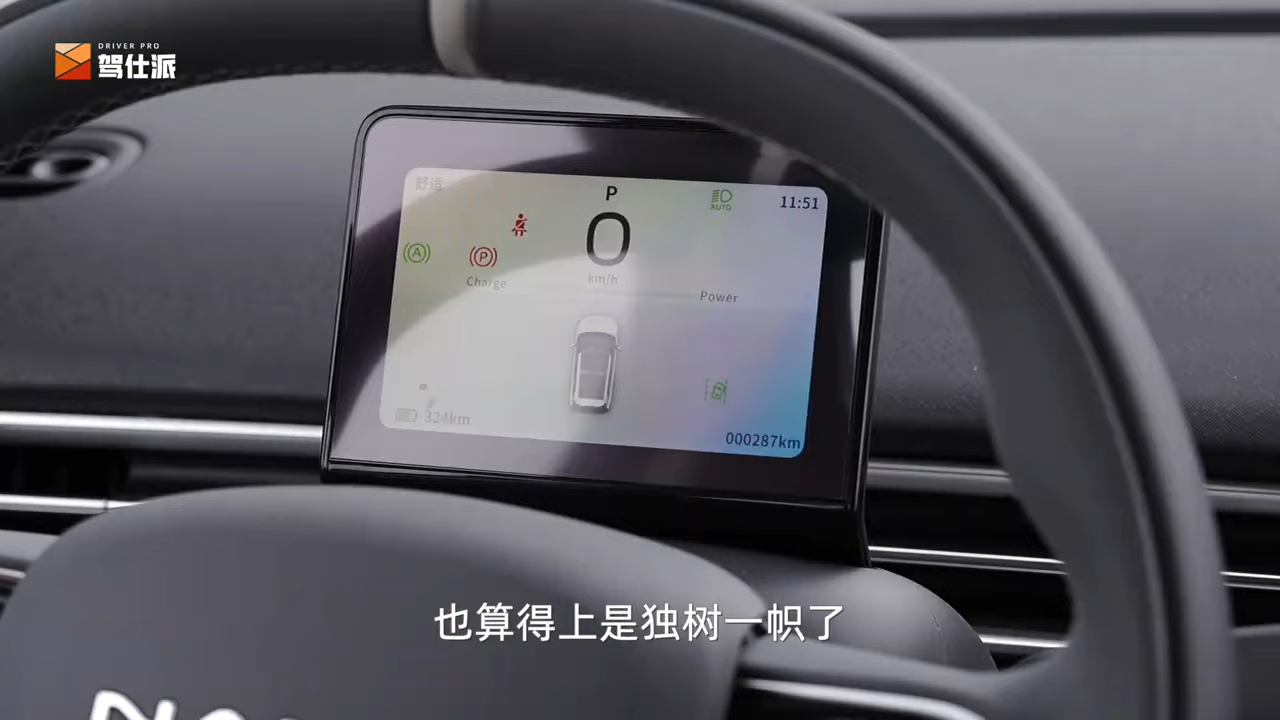 DRIVER PRO
驾仕派
舒适
P
AUTO
11:51
0
km/h
A
P
Charge
Power
324km
000287km
也算得上是独树一帜了